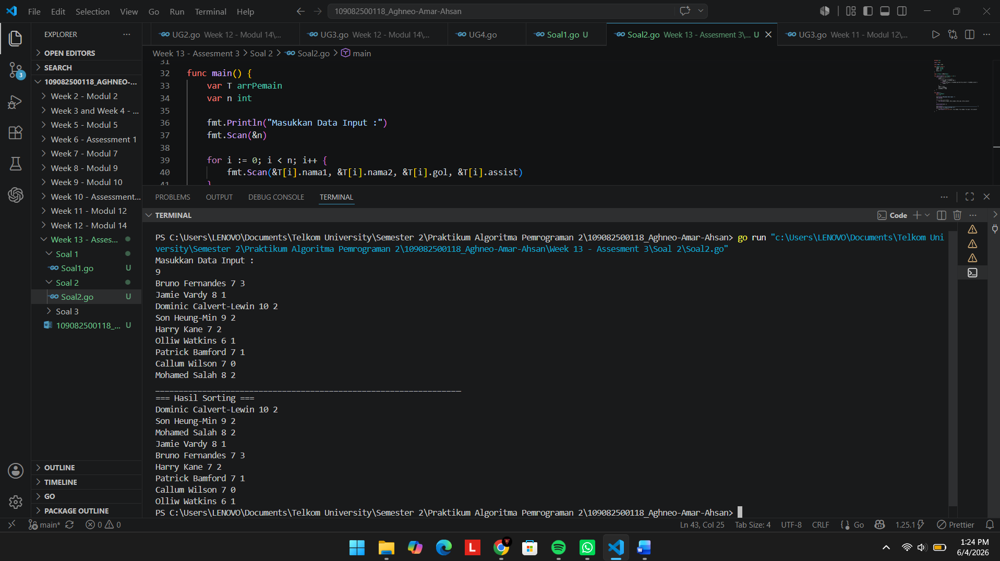 File Edit Selection View Go Run Terminal Help
109082500118_Aghneo-Amar-Ahsan
EXPLORER
OPEN EDITORS
SEARCH
109082500118_AGHNEO-...
Week 2 - Modul 2
Week 3 and Week 4 - ...
Week 5 - Modul 5
Week 6 - Assessment 1
Week 7 - Modul 7
Week 8 - Modul 9
Week 9 - Modul 10
Week 10 - Assessment...
Week 11 - Modul 12
Week 12 - Modul 14
Week 13 - Asses...
Soal 1
GO Soal1.go U
Soal 2
GO Soal2.go U
Soal 3
109082500118_... U
OUTLINE
TIMELINE
GO
PACKAGE OUTLINE
GO UG2.go Week 12 - Modul 14\... GO UG3.go Week 12 - Modul 14\... GO UG4.go GO Soal1.go U GO Soal2.go Week 13 - Assesment 3\... U GO UG3.go Week 11 - Modul 12\...
Week 13 - Assesment 3 > Soal 2 > GO Soal2.go > main
31
32 func main() {
33 var T arrPemain
34 var n int
35
36 fmt.Println("Masukkan Data Input :")
37 fmt.Scan(&n)
38
39 for i := 0; i < n; i++ {
40 fmt.Scan(&T[i].nama1, &T[i].nama2, &T[i].gol, &T[i].assist)
41 }
PROBLEMS OUTPUT DEBUG CONSOLE TERMINAL
TERMINAL
Code
PS C:\Users\LENOVO\Documents\Telkom University\Semester 2\Praktikum Algoritma Pemrograman 2\109082500118_Aghneo-Amar-Ahsan> go run "c:\Users\LENOVO\Documents\Telkom Uni
versity\Semester 2\Praktikum Algoritma Pemrograman 2\109082500118_Aghneo-Amar-Ahsan\Week 13 - Assesment 3\Soal 2\Soal2.go"
Masukkan Data Input :
9
Bruno Fernandes 7 3
Jamie Vardy 8 1
Dominic Calvert-Lewin 10 2
Son Heung-Min 9 2
Harry Kane 7 2
Olliw Watkins 6 1
Patrick Bamford 7 1
Callum Wilson 7 0
Mohamed Salah 8 2
_________________________________________________________________
=== Hasil Sorting ===
Dominic Calvert-Lewin 10 2
Son Heung-Min 9 2
Mohamed Salah 8 2
Jamie Vardy 8 1
Bruno Fernandes 7 3
Harry Kane 7 2
Patrick Bamford 7 1
Callum Wilson 7 0
Olliw Watkins 6 1
PS C:\Users\LENOVO\Documents\Telkom University\Semester 2\Praktikum Algoritma Pemrograman 2\109082500118_Aghneo-Amar-Ahsan>
3
main* 0 0
Ln 43, Col 25 Tab Size: 4 UTF-8 CRLF {} Go 1.25.1 Prettier
L
W
1:24 PM
6/4/2026